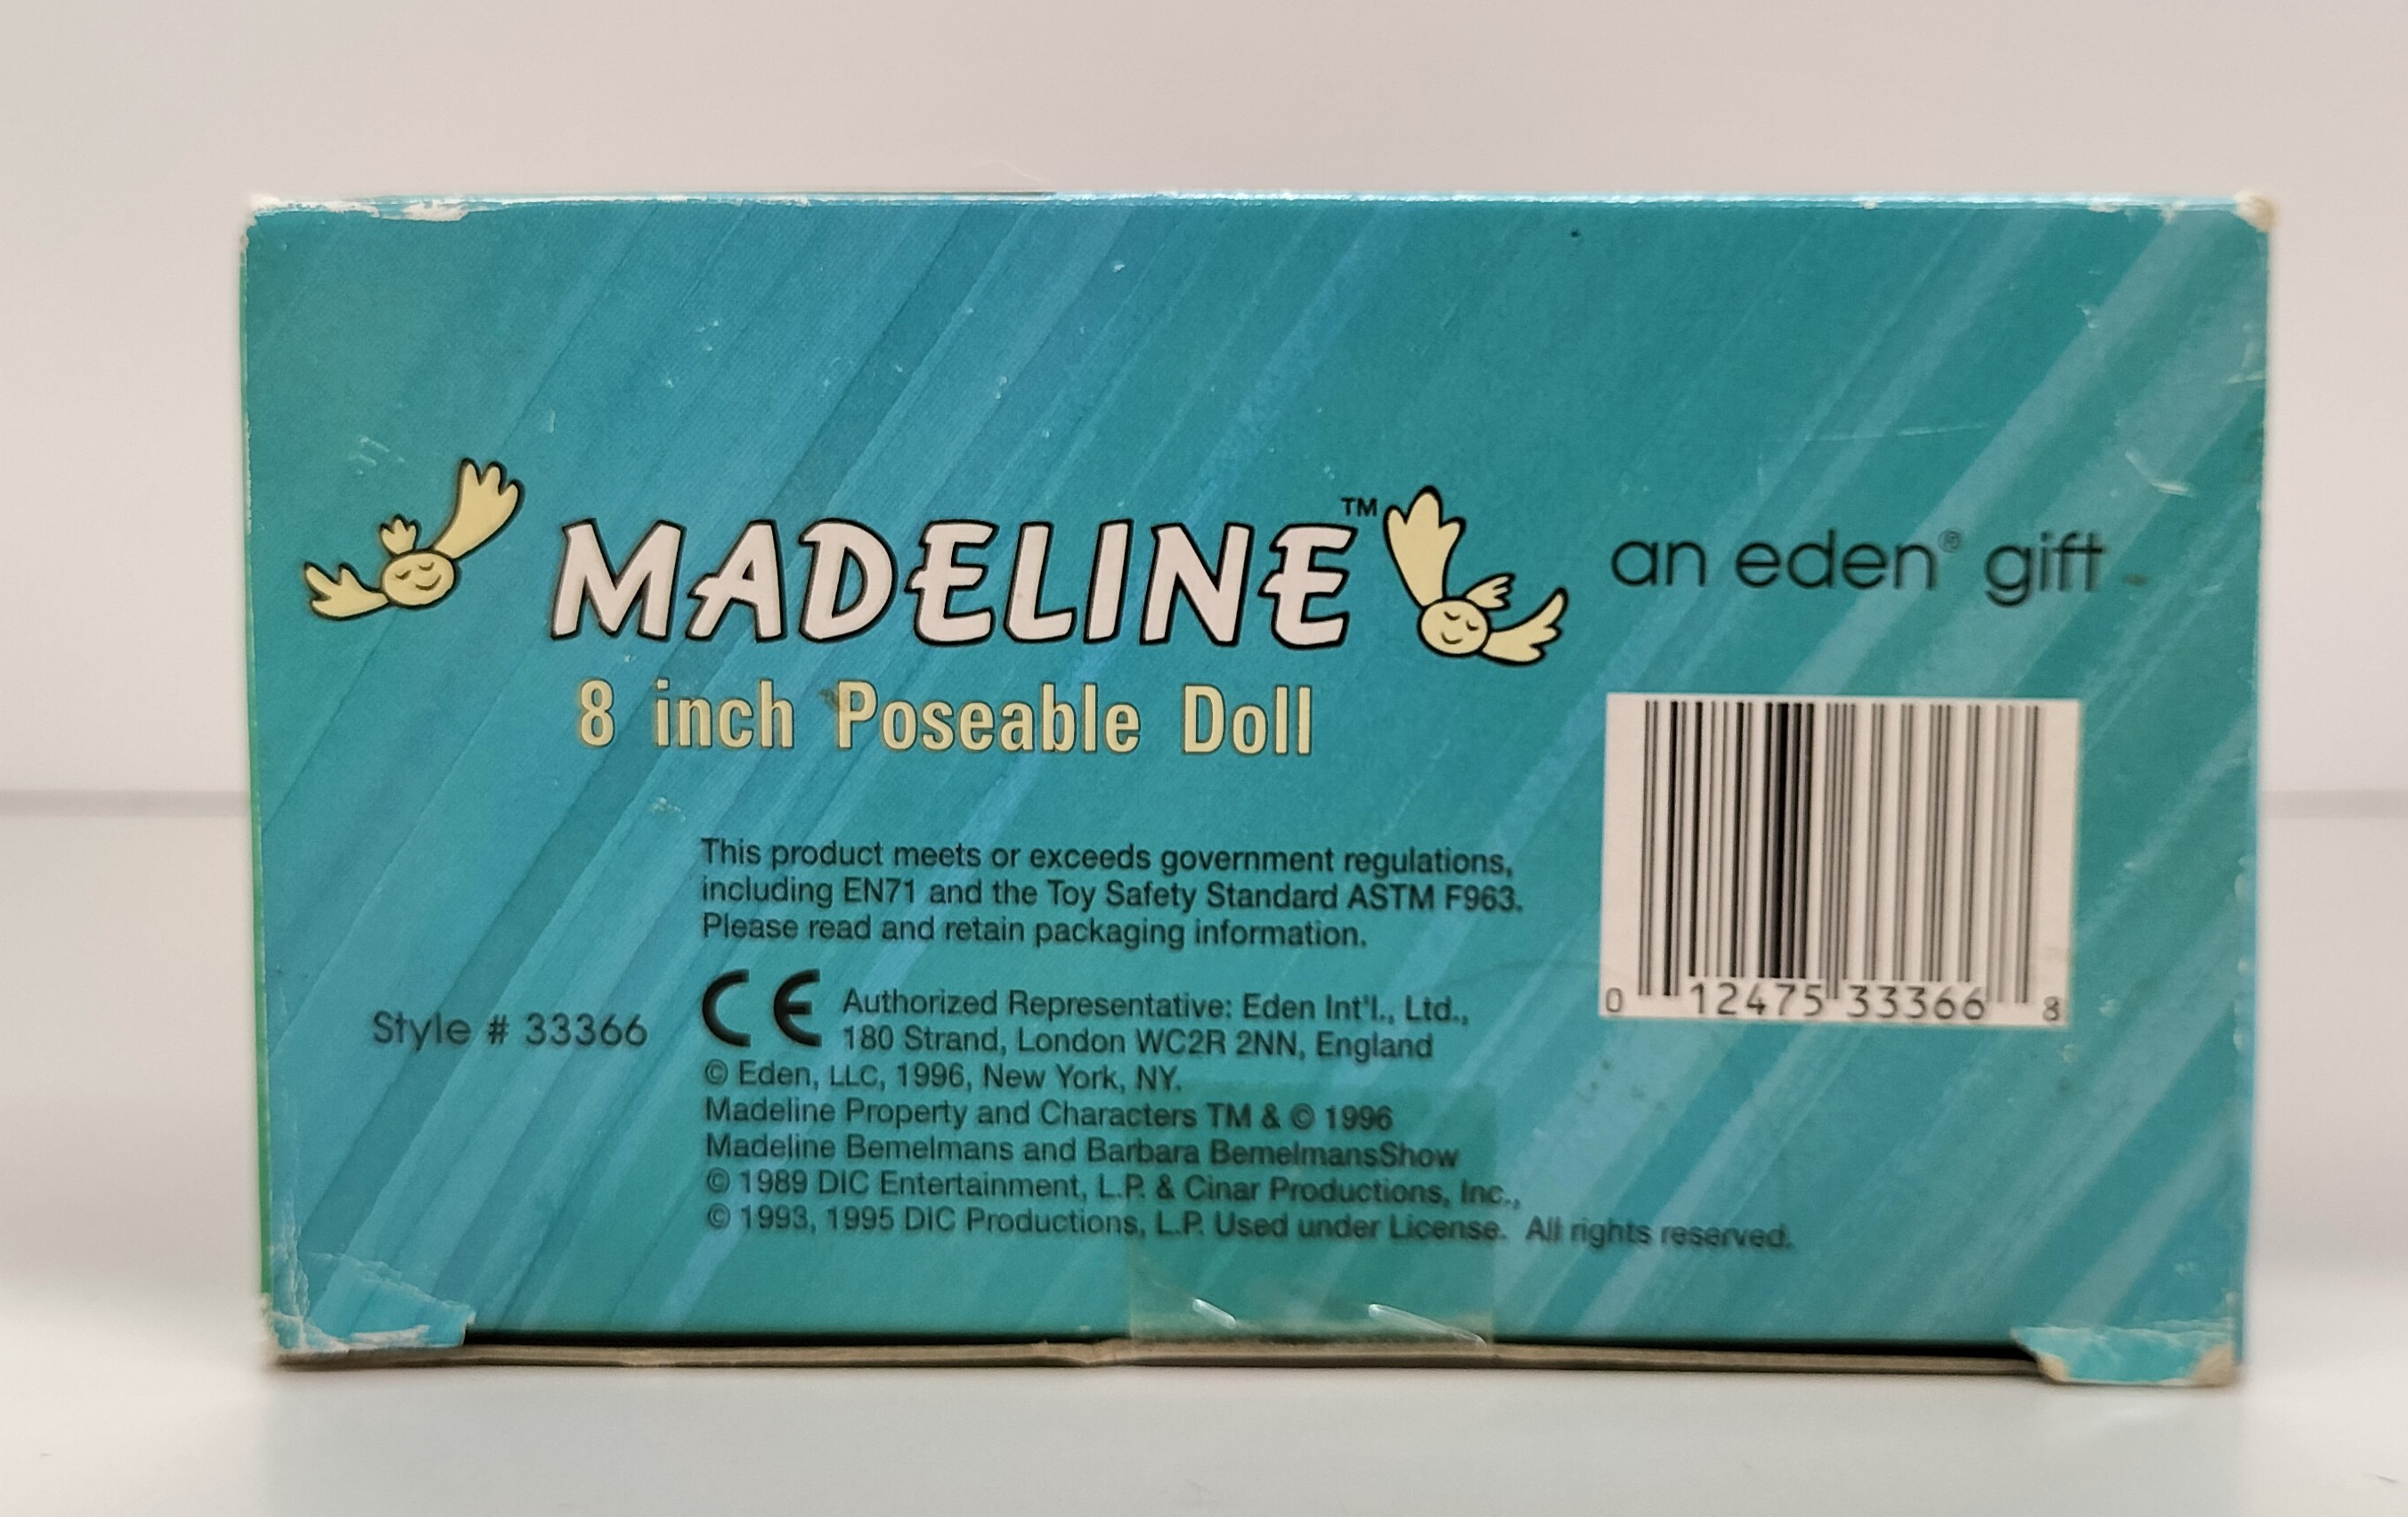 MADELINE™
an eden® gift
8 inch Poseable Doll
This product meets or exceeds government regulations,
including EN71 and the Toy Safety Standard ASTM F963.
Please read and retain packaging information.
Style # 33366
CE Authorized Representative: Eden Int'l., Ltd.,
180 Strand, London WC2R 2NN, England
© Eden, LLC, 1996, New York, NY.
Madeline Property and Characters TM & © 1996
Madeline Bemelmans and Barbara BemelmansShow
© 1989 DIC Entertainment, L.P. & Cinar Productions, Inc.,
© 1993, 1995 DIC Productions, L.P. Used under License. All rights reserved.
0 12475 33366 8